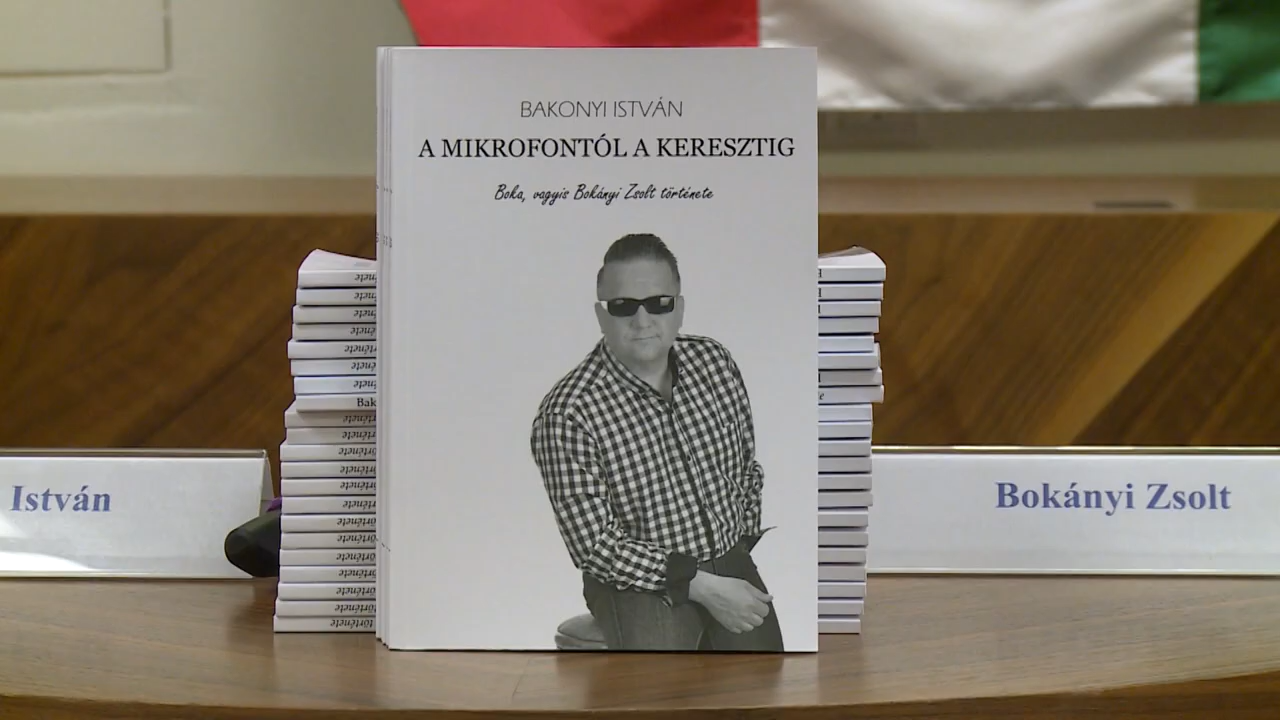 BAKONYI ISTVÁN
A MIKROFONTÓL A KERESZTIG
Boka, vagyis Bokányi Zsolt története
István
Bokányi Zsolt